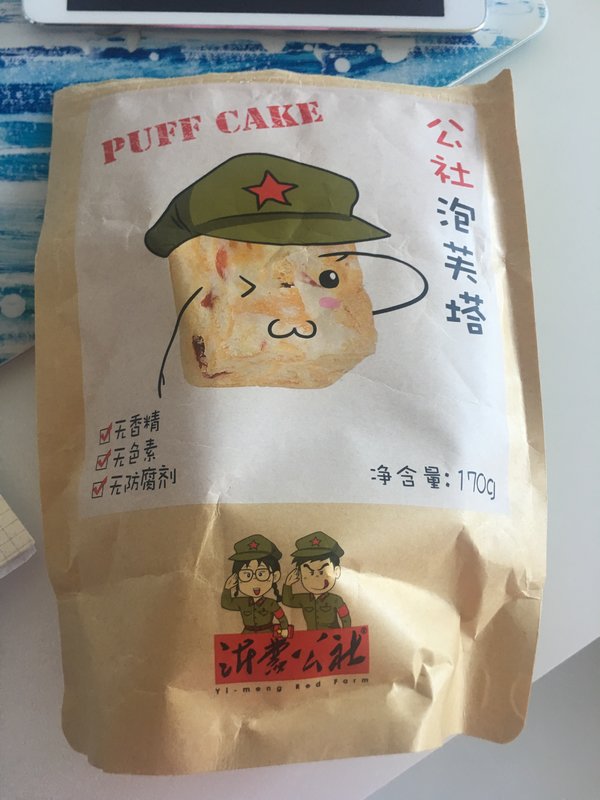 PUFF CAKE
公社泡芙塔
无香精
无色素
无防腐剂
净含量:170g
沂蒙公社
Yi-meng Red Farm